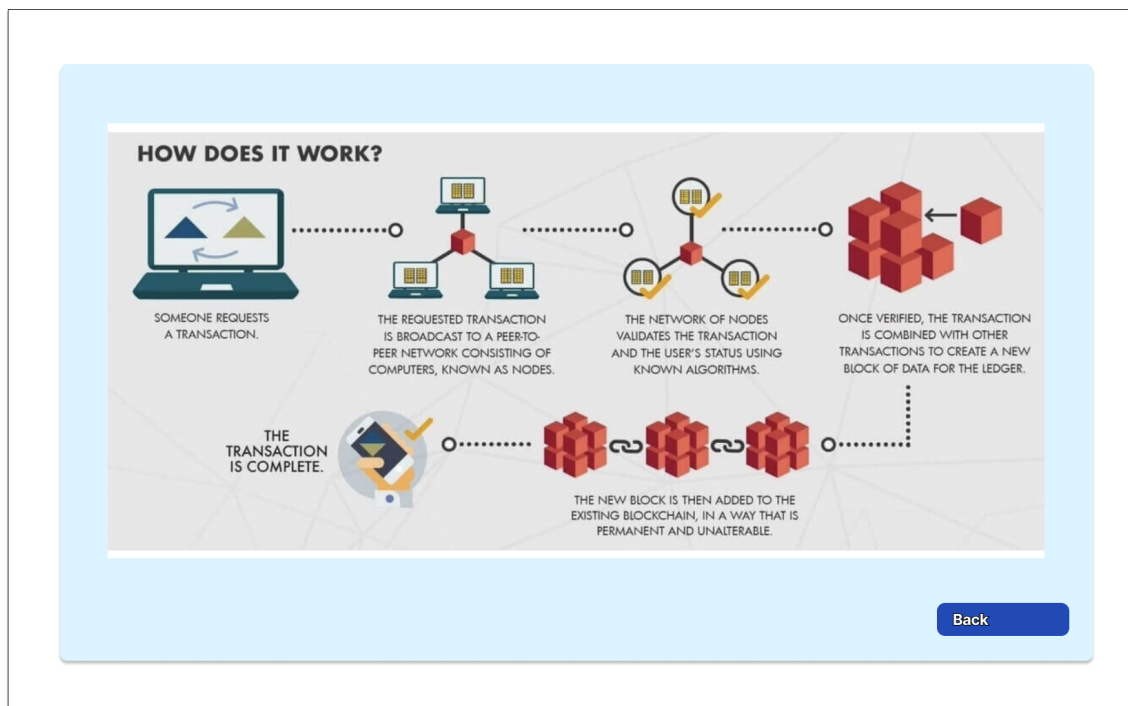 HOW DOES IT WORK?
SOMEONE REQUESTS
A TRANSACTION.
THE REQUESTED TRANSACTION
IS BROADCAST TO A PEER-TO-
PEER NETWORK CONSISTING OF
COMPUTERS, KNOWN AS NODES.
THE NETWORK OF NODES
VALIDATES THE TRANSACTION
AND THE USER'S STATUS USING
KNOWN ALGORITHMS.
ONCE VERIFIED, THE TRANSACTION
IS COMBINED WITH OTHER
TRANSACTIONS TO CREATE A NEW
BLOCK OF DATA FOR THE LEDGER.
THE
TRANSACTION
IS COMPLETE.
THE NEW BLOCK IS THEN ADDED TO THE
EXISTING BLOCKCHAIN, IN A WAY THAT IS
PERMANENT AND UNALTERABLE.
Back